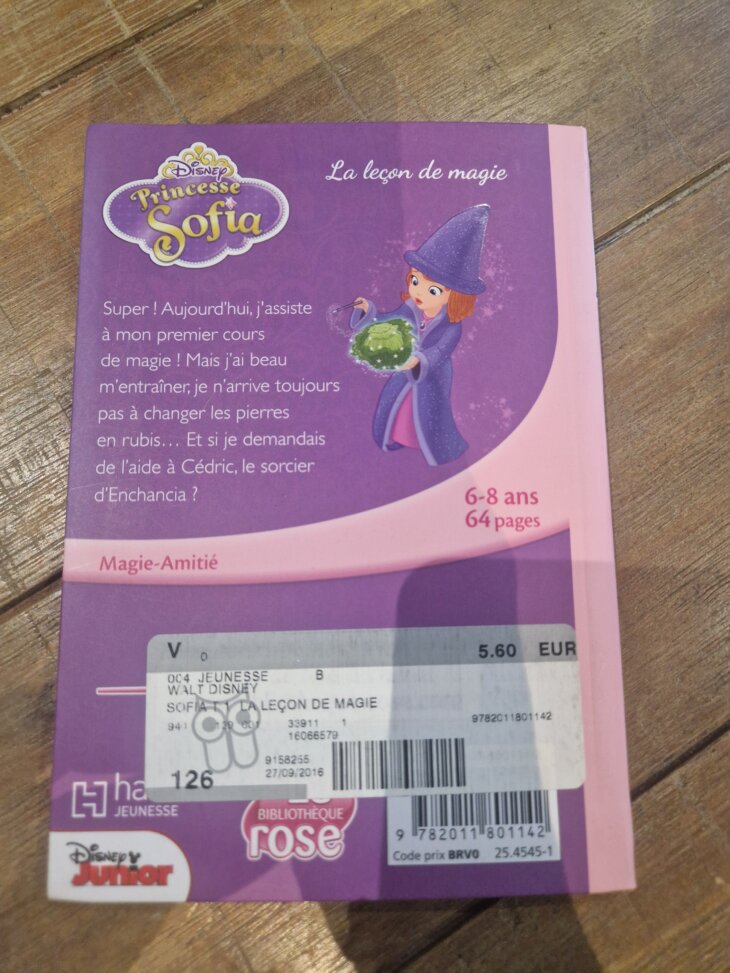 Disney
Princesse
Sofia
La leçon de magie
Super ! Aujourd'hui, j'assiste
à mon premier cours
de magie ! Mais j'ai beau
m'entraîner, je n'arrive toujours
pas à changer les pierres
en rubis… Et si je demandais
de l'aide à Cédric, le sorcier
d'Enchancia ?
6-8 ans
64 pages
Magie-Amitié
V 0 5.60 EUR
004 JEUNESSE B
WALT DISNEY
SOFIA LA LEÇON DE MAGIE
33911 1 9782011801142
16066579
9158255
27/09/2016
126
JEUNESSE
BIBLIOTHÈQUE
rose
9 782011 801142
Code prix BRV0 25.4545-1
Disney
Junior